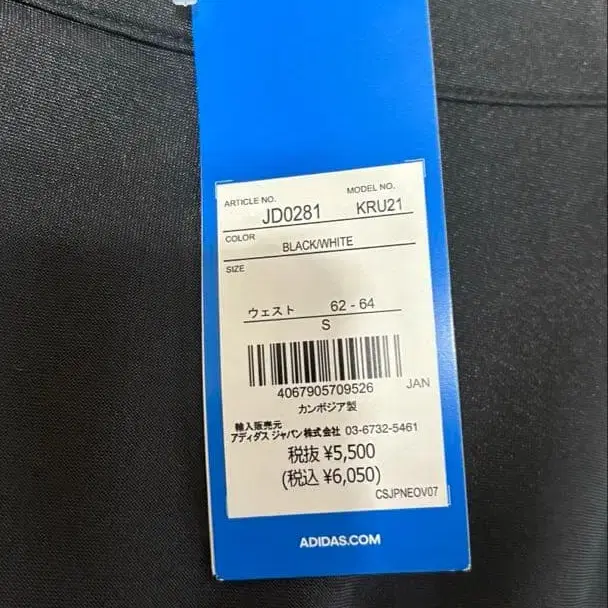 ARTICLE NO. MODEL NO.
JD0281 KRU21
COLOR
BLACK/WHITE
SIZE
ウェスト 62 - 64
S
4067905709526 JAN
カンボジア製
輸入販売元
アディダス ジャパン株式会社 03-6732-5461
税抜 ¥5,500
(税込 ¥6,050)
CSJPNEOV07
ADIDAS.COM